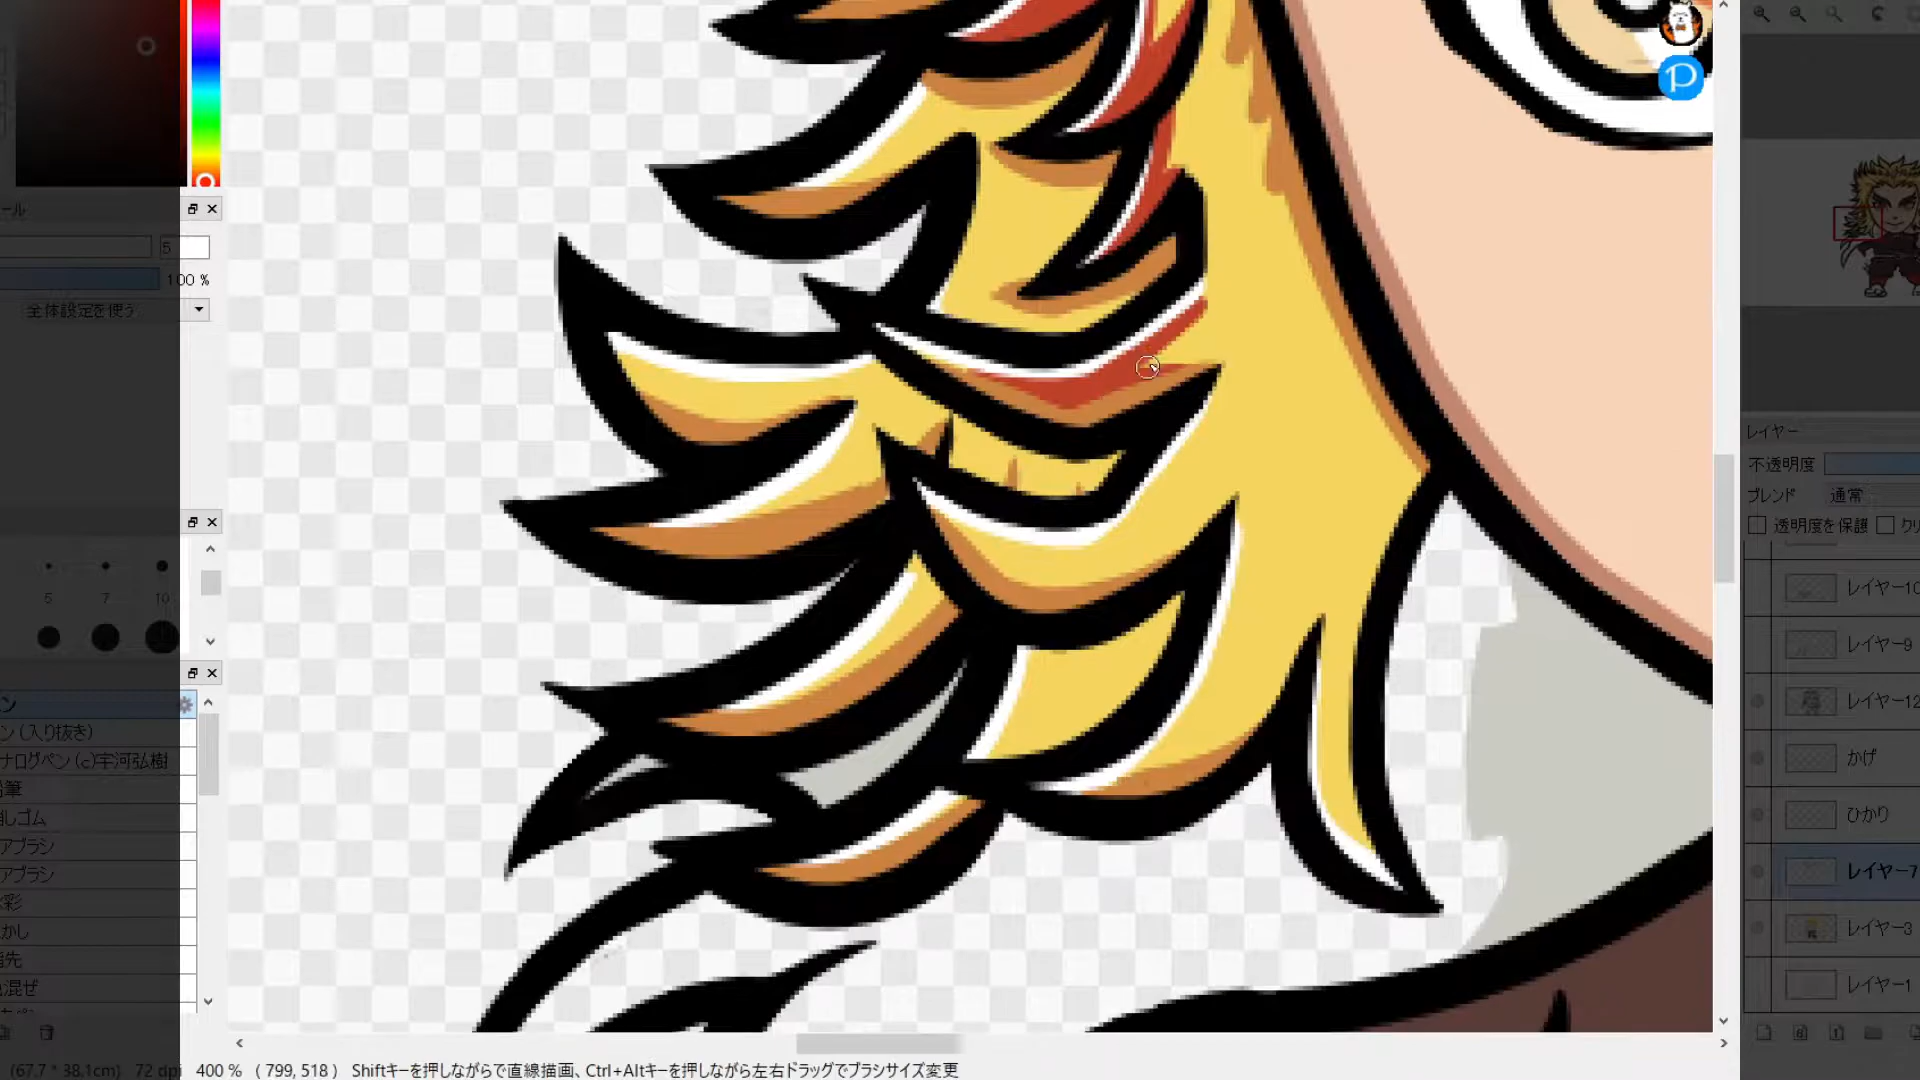 ール
5
100 %
全体設定を使う
5 7 10
ン
ン (入り抜き)
ナログペン (c)宇河弘樹
鉛筆
消しゴム
アブラシ
アブラシ
水彩
かし
指先
色混ぜ
(67.7 * 38.1cm) 72 dpi 400 % ( 799, 518 ) Shiftキーを押しながらで直線描画、Ctrl+Altキーを押しながら左右ドラッグでブラシサイズ変更
P
レイヤー
不透明度
ブレンド 通常
透明度を保護 クリ
レイヤー10
レイヤー9
レイヤー12
かげ
ひかり
レイヤー7
レイヤー3
レイヤー1